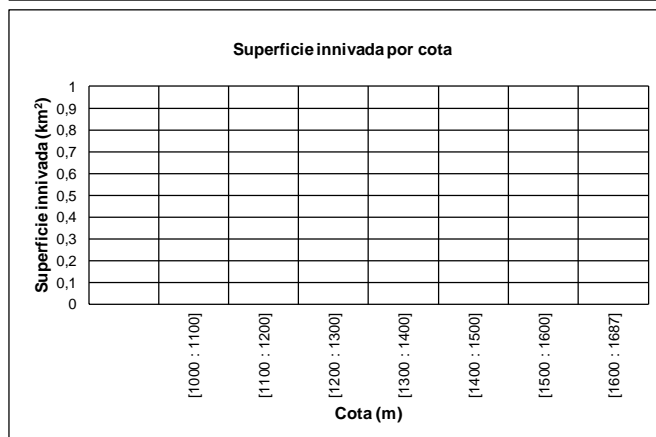 Superficie innivada por cota
Superficie innivada (km²)
1
0,9
0,8
0,7
0,6
0,5
0,4
0,3
0,2
0,1
0
[1000 : 1100]
[1100 : 1200]
[1200 : 1300]
[1300 : 1400]
[1400 : 1500]
[1500 : 1600]
[1600 : 1687]
Cota (m)